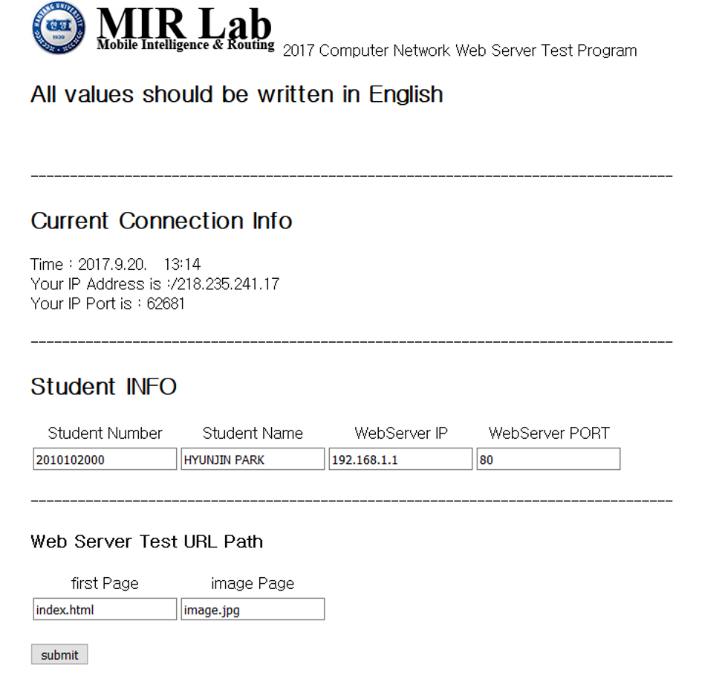 HANYANG UNIVERSITY
1939
MIR Lab
Mobile Intelligence & Routing
2017 Computer Network Web Server Test Program
All values should be written in English
Current Connection Info
Time : 2017.9.20. 13:14
Your IP Address is :/218.235.241.17
Your IP Port is : 62681
Student INFO
Student Number Student Name WebServer IP WebServer PORT
2010102000 HYUNJIN PARK 192.168.1.1 80
Web Server Test URL Path
first Page image Page
index.html image.jpg
submit